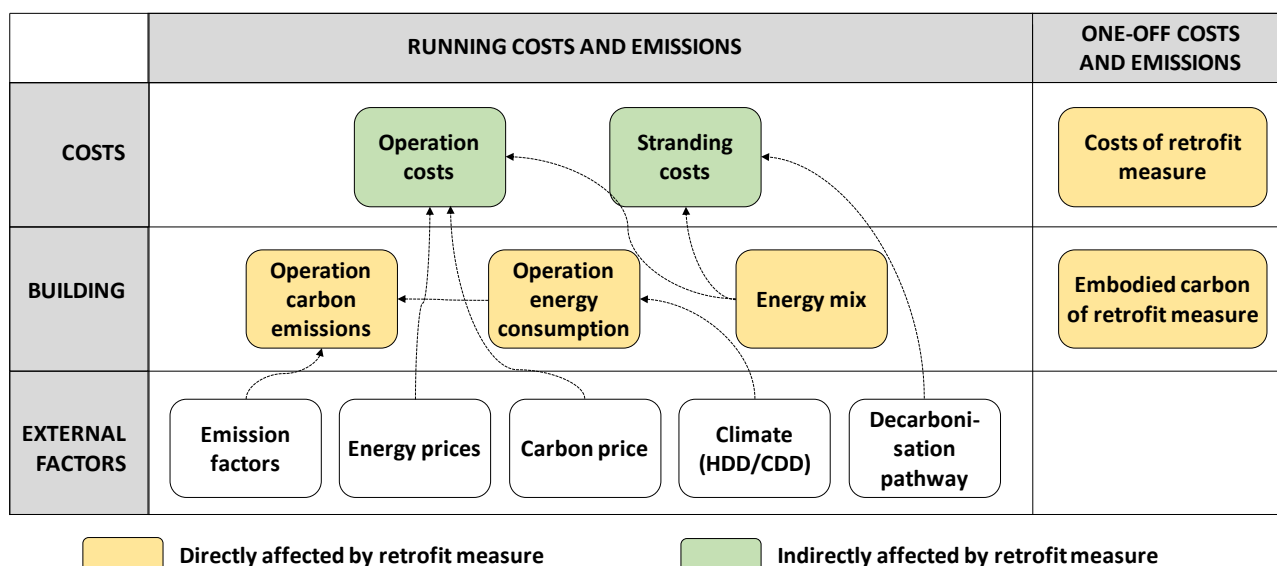 RUNNING COSTS AND EMISSIONS
ONE-OFF COSTS
AND EMISSIONS
COSTS
Operation
costs
Stranding
costs
Costs of retrofit
measure
BUILDING
Operation
carbon
emissions
Operation
energy
consumption
Energy mix
Embodied carbon
of retrofit measure
EXTERNAL
FACTORS
Emission
factors
Energy prices
Carbon price
Climate
(HDD/CDD)
Decarboni-
sation
pathway
Directly affected by retrofit measure
Indirectly affected by retrofit measure